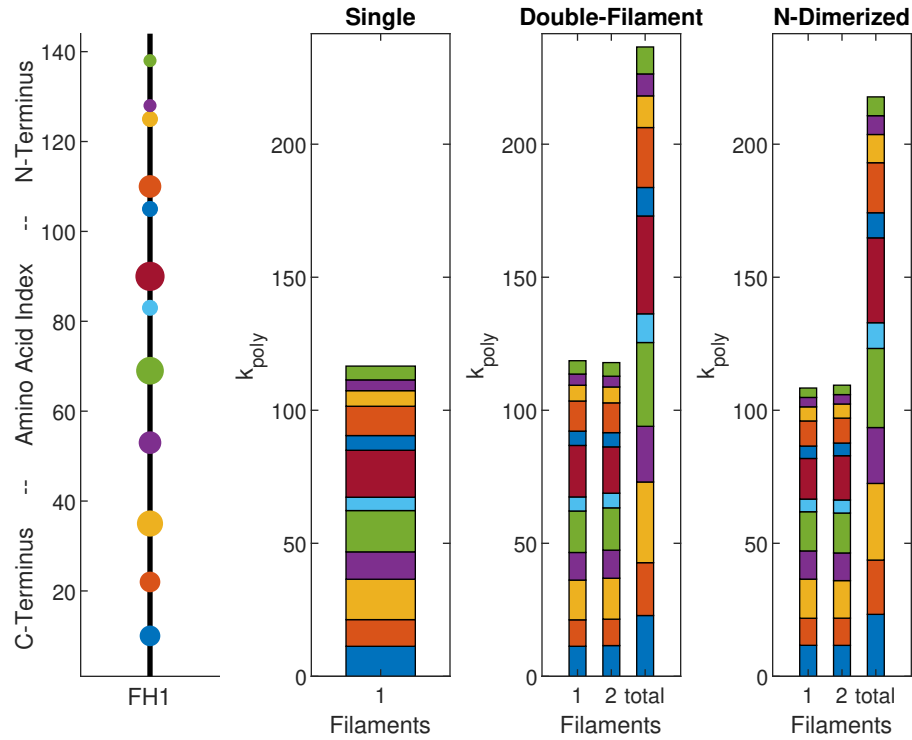 Single
Double-Filament
N-Dimerized
C-Terminus -- Amino Acid Index -- N-Terminus
140
120
100
80
60
40
20
FH1
k_poly
200
150
100
50
0
1
Filaments
k_poly
200
150
100
50
0
1 2 total
Filaments
k_poly
200
150
100
50
0
1 2 total
Filaments